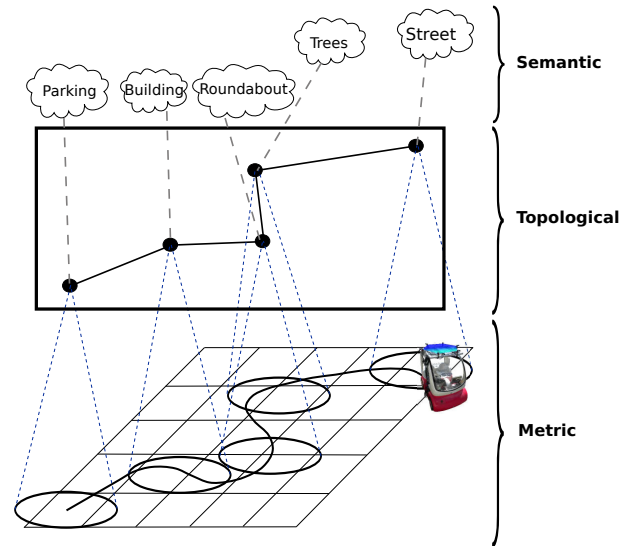 Trees
Street
Semantic
Parking
Building
Roundabout
Topological
Metric